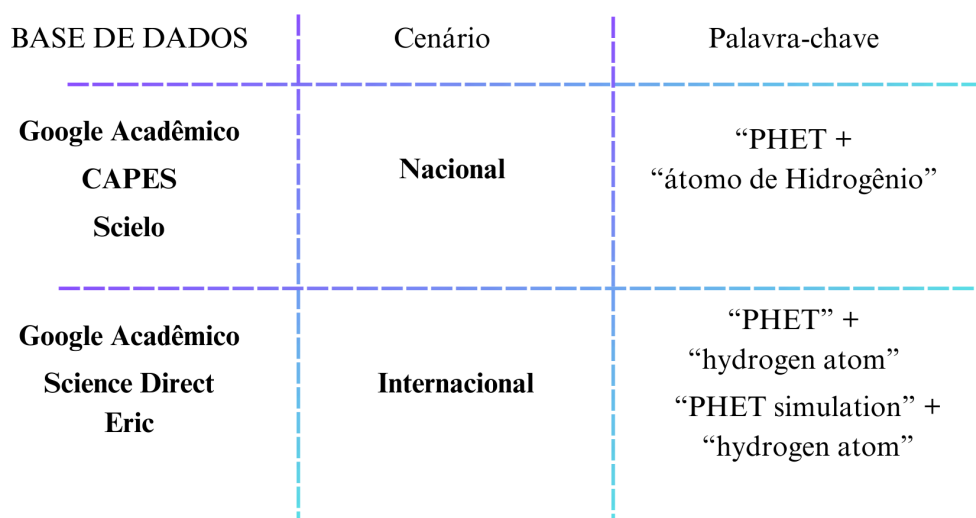 BASE DE DADOS
Cenário
Palavra-chave
Google Acadêmico
CAPES
Scielo
Nacional
“PHET +
“átomo de Hidrogênio”
Google Acadêmico
Science Direct
Eric
Internacional
“PHET” +
“hydrogen atom”
“PHET simulation” +
“hydrogen atom”